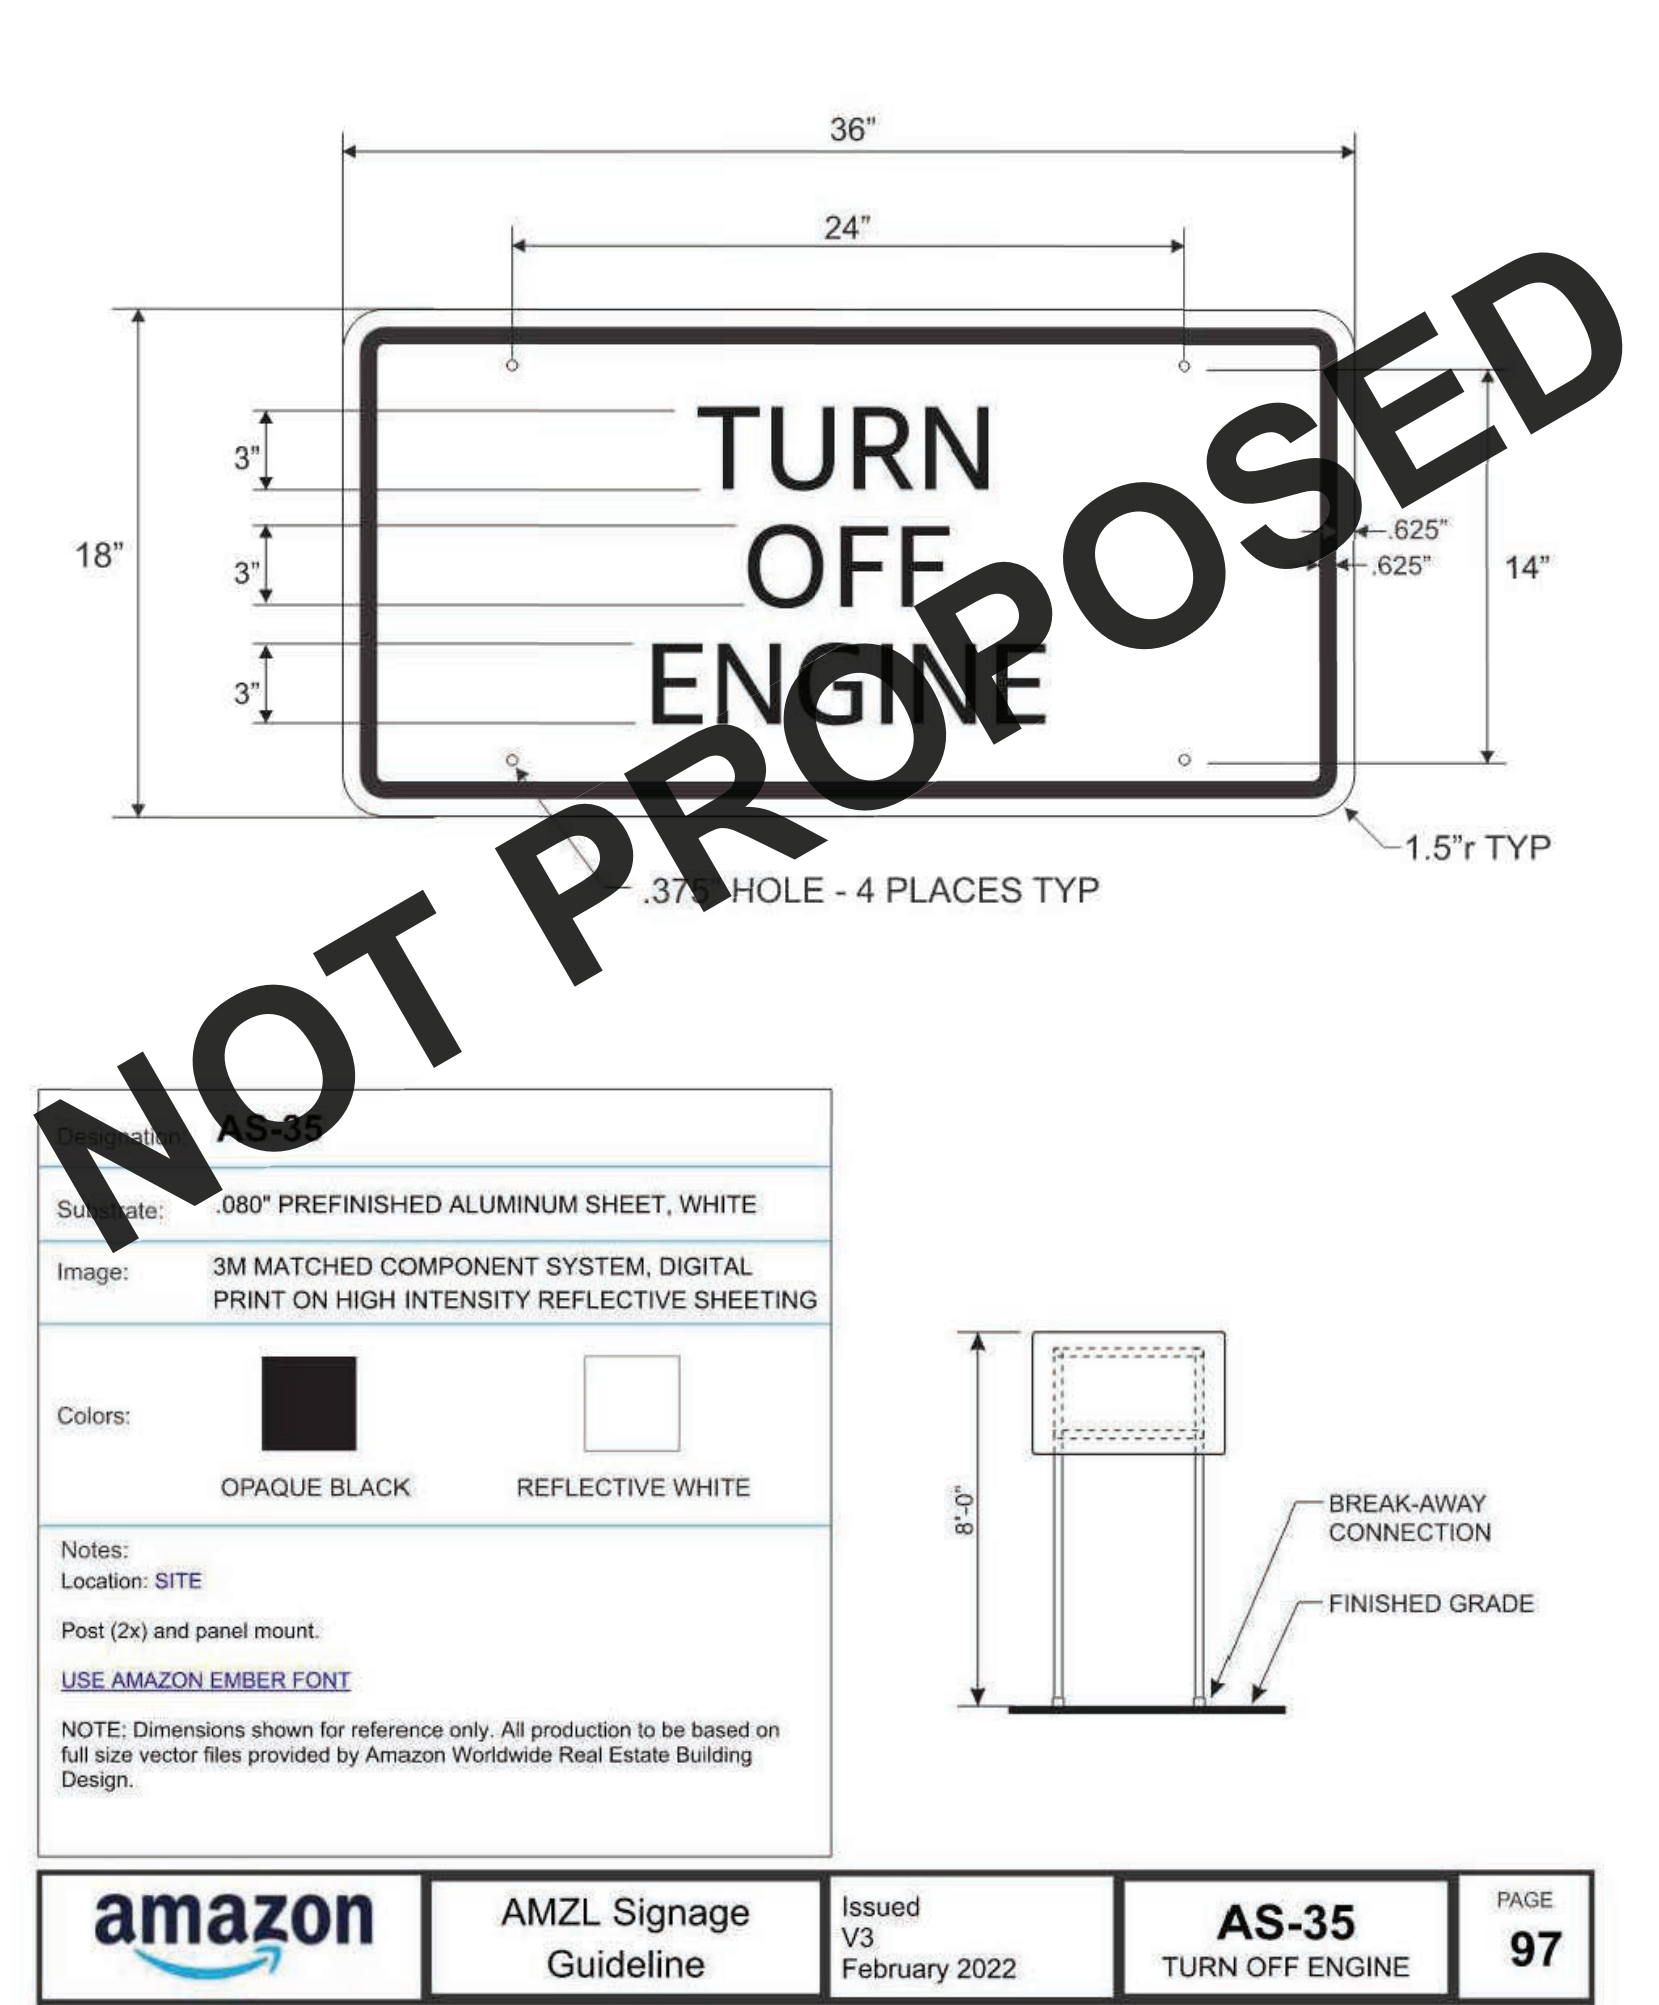 36”
24”
TURN
OFF
ENGINE
3”
3”
3”
18”
.625”
.625”
14”
1.5”r TYP
.375” HOLE - 4 PLACES TYP
NOT PROPOSED
Designation: AS-35
Substrate: .080" PREFINISHED ALUMINUM SHEET, WHITE
Image: 3M MATCHED COMPONENT SYSTEM, DIGITAL
PRINT ON HIGH INTENSITY REFLECTIVE SHEETING
Colors:
OPAQUE BLACK REFLECTIVE WHITE
Notes:
Location: SITE
Post (2x) and panel mount.
USE AMAZON EMBER FONT
NOTE: Dimensions shown for reference only. All production to be based on
full size vector files provided by Amazon Worldwide Real Estate Building
Design.
8'-0"
BREAK-AWAY
CONNECTION
FINISHED GRADE
amazon
AMZL Signage
Guideline
Issued
V3
February 2022
AS-35
TURN OFF ENGINE
PAGE
97